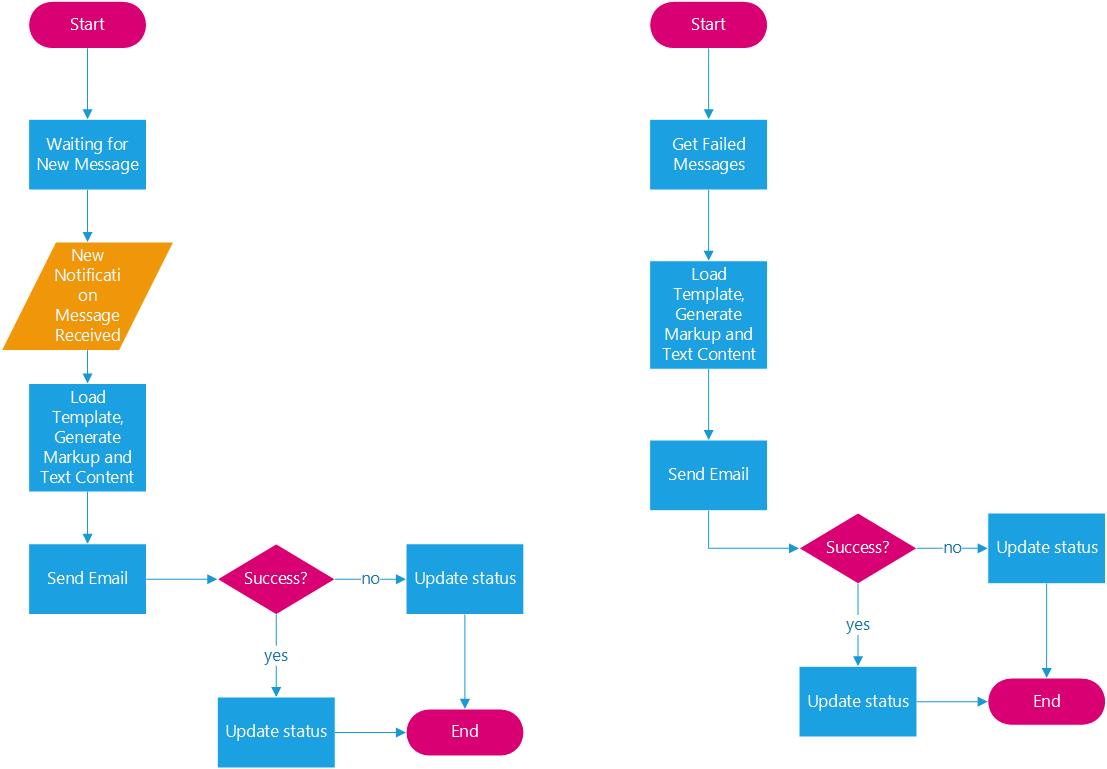 Start
Waiting for
New Message
New
Notificati
on
Message
Received
Load
Template,
Generate
Markup and
Text Content
Send Email
Success?
no
Update status
yes
Update status
End
Start
Get Failed
Messages
Load
Template,
Generate
Markup and
Text Content
Send Email
Success?
no
Update status
yes
Update status
End